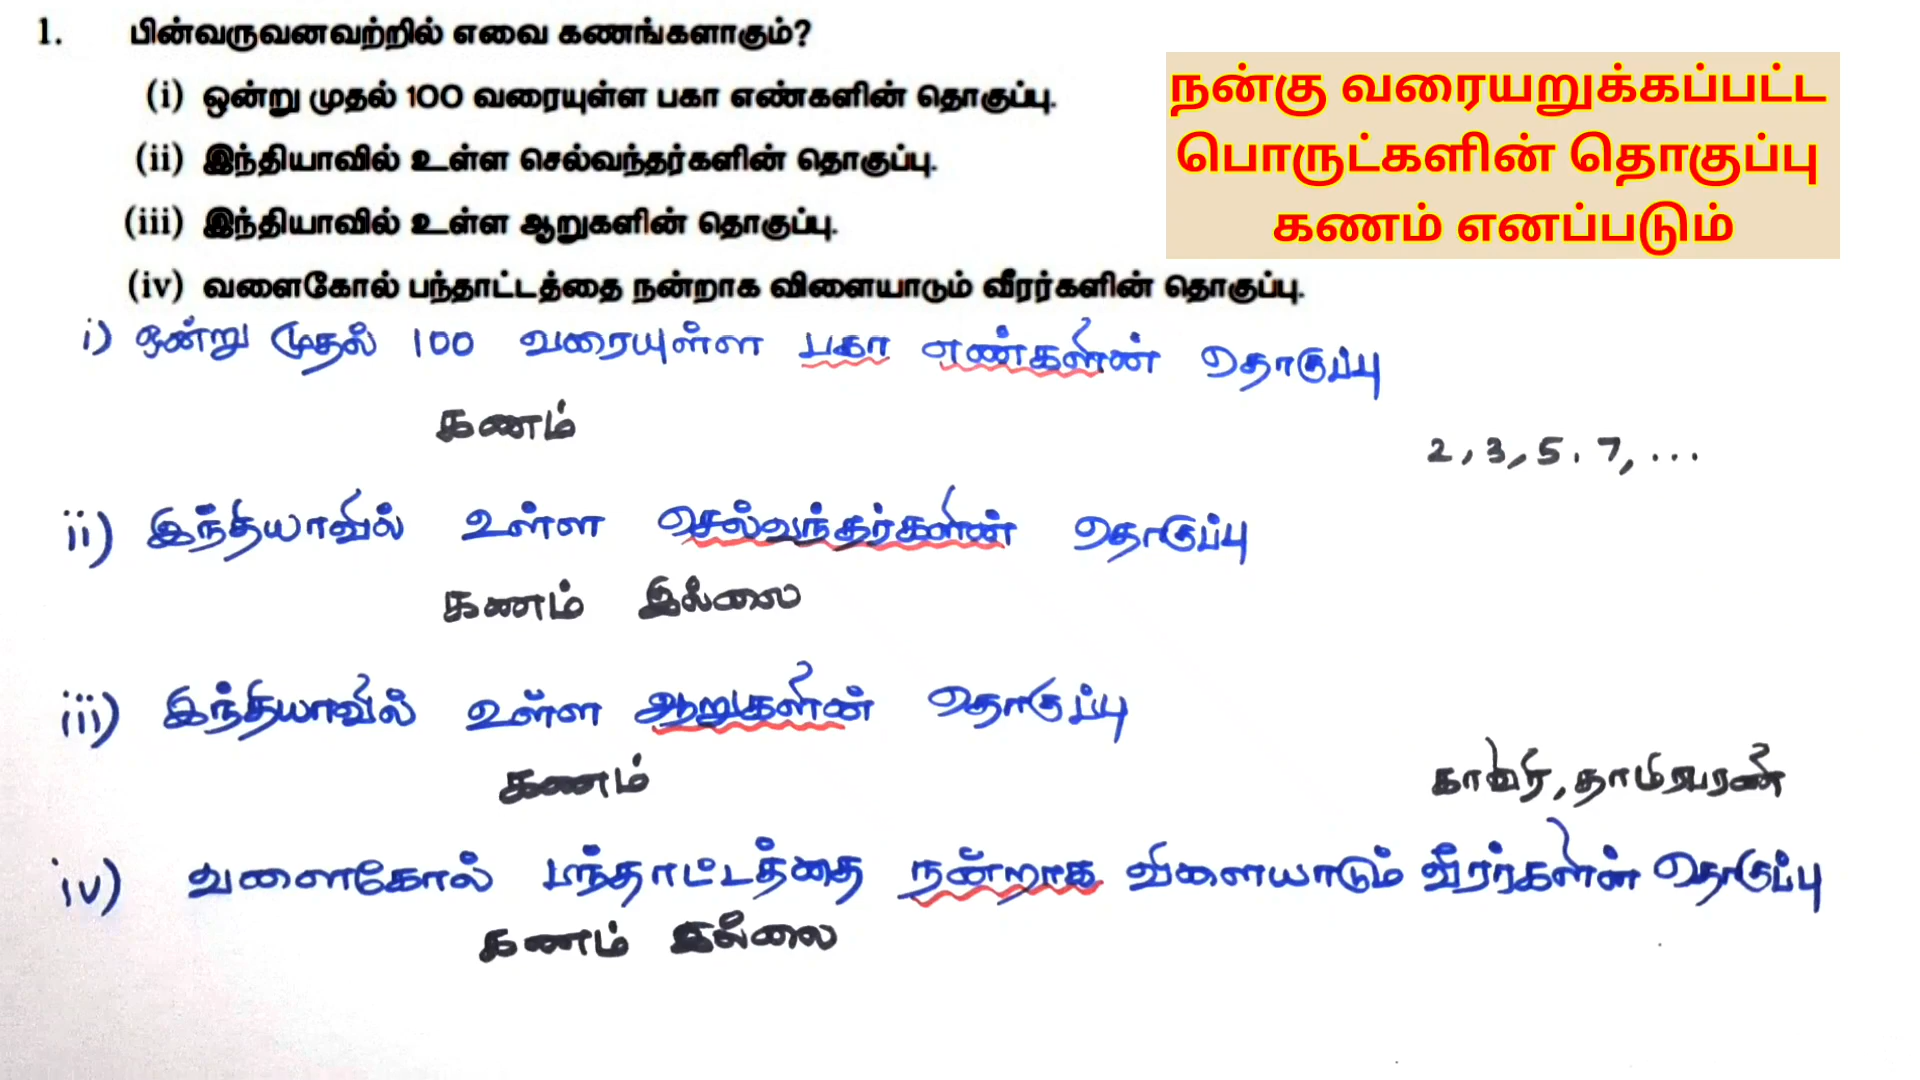 1. பின்வருவனவற்றில் எவை கணங்களாகும்?
(i) ஒன்று முதல் 100 வரையுள்ள பகா எண்களின் தொகுப்பு.
(ii) இந்தியாவில் உள்ள செல்வந்தர்களின் தொகுப்பு.
(iii) இந்தியாவில் உள்ள ஆறுகளின் தொகுப்பு.
(iv) வளைகோல் பந்தாட்டத்தை நன்றாக விளையாடும் வீரர்களின் தொகுப்பு.
நன்கு வரையறுக்கப்பட்ட
பொருட்களின் தொகுப்பு
கணம் எனப்படும்
i) ஒன்று முதல் 100 வரையுள்ள பகா எண்களின் தொகுப்பு
கணம்
2, 3, 5. 7, ...
ii) இந்தியாவில் உள்ள செல்வந்தர்களின் தொகுப்பு
கணம் இல்லை
iii) இந்தியாவில் உள்ள ஆறுகளின் தொகுப்பு
கணம்
காவிரி, தாமிரபரணி
iv) வளைகோல் பந்தாட்டத்தை நன்றாக விளையாடும் வீரர்களின் தொகுப்பு
கணம் இல்லை